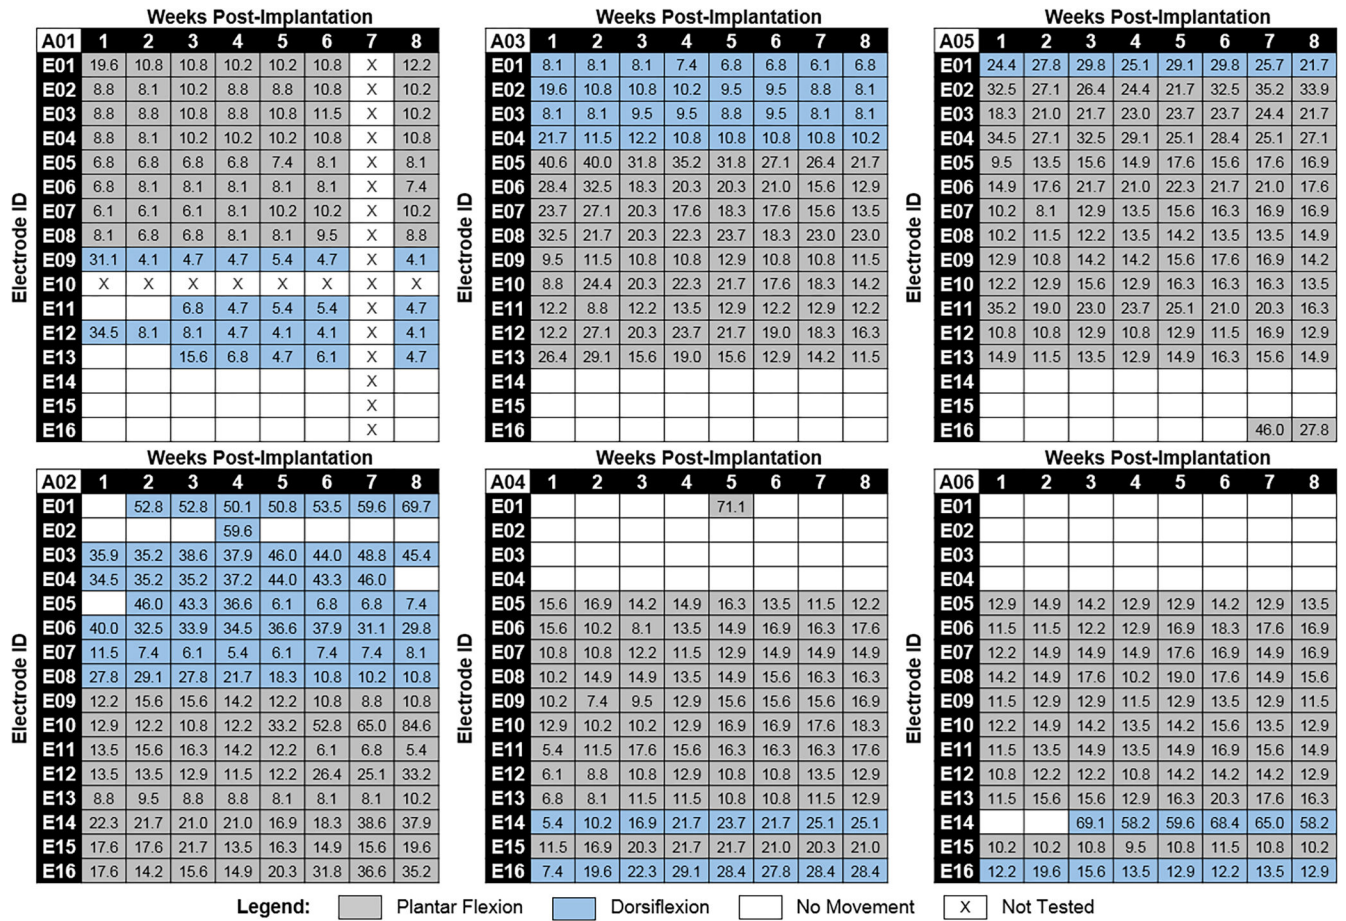 Weeks Post-Implantation
A01 1 2 3 4 5 6 7 8
E01 19.6 10.8 10.8 10.2 10.2 10.8 X 12.2
E02 8.8 8.1 10.2 8.8 8.8 10.8 X 10.2
E03 8.8 8.8 10.8 8.8 10.8 11.5 X 10.2
E04 8.8 8.1 10.2 10.2 10.2 10.8 X 10.8
E05 6.8 6.8 6.8 6.8 7.4 8.1 X 8.1
E06 6.8 8.1 8.1 8.1 8.1 8.1 X 7.4
E07 6.1 6.1 6.1 8.1 10.2 10.2 X 10.2
E08 8.1 6.8 6.8 8.1 8.1 9.5 X 8.8
E09 31.1 4.1 4.7 4.7 5.4 4.7 X 4.1
E10 X X X X X X X X
E11 6.8 4.7 5.4 5.4 X 4.7
E12 34.5 8.1 8.1 4.7 4.1 4.1 X 4.1
E13 15.6 6.8 4.7 6.1 X 4.7
E14 X
E15 X
E16 X
Electrode ID
Weeks Post-Implantation
A03 1 2 3 4 5 6 7 8
E01 8.1 8.1 8.1 7.4 6.8 6.8 6.1 6.8
E02 19.6 10.8 10.8 10.2 9.5 9.5 8.8 8.1
E03 8.1 8.1 9.5 9.5 8.8 9.5 8.1 8.1
E04 21.7 11.5 12.2 10.8 10.8 10.8 10.8 10.2
E05 40.6 40.0 31.8 35.2 31.8 27.1 26.4 21.7
E06 28.4 32.5 18.3 20.3 20.3 21.0 15.6 12.9
E07 23.7 27.1 20.3 17.6 18.3 17.6 15.6 13.5
E08 32.5 21.7 20.3 22.3 23.7 18.3 23.0 23.0
E09 9.5 11.5 10.8 10.8 12.9 10.8 11.5 10.8
E10 8.8 24.4 20.3 22.3 21.7 17.6 18.3 14.2
E11 12.2 8.8 12.2 13.5 12.9 12.2 12.9 12.2
E12 12.2 27.1 20.3 23.7 21.7 19.0 18.3 16.3
E13 26.4 29.1 15.6 19.0 15.6 12.9 14.2 11.5
E14
E15
E16
Electrode ID
Weeks Post-Implantation
A05 1 2 3 4 5 6 7 8
E01 24.4 27.8 29.8 25.1 29.1 29.8 25.7 21.7
E02 32.5 27.1 26.4 24.4 21.7 32.5 35.2 33.9
E03 18.3 21.0 21.7 23.0 23.7 23.7 24.4 21.7
E04 34.5 27.1 32.5 29.1 25.1 28.4 25.1 27.1
E05 9.5 13.5 15.6 14.9 17.6 15.6 17.6 16.9
E06 14.9 17.6 21.7 21.0 22.3 21.7 21.0 17.6
E07 10.2 8.1 12.9 13.5 15.6 16.3 16.9 16.9
E08 10.2 11.5 12.2 13.5 14.2 13.5 13.5 14.9
E09 12.9 10.8 14.2 14.2 15.6 17.6 16.9 14.2
E10 12.2 12.9 15.6 12.9 16.3 16.3 16.3 13.5
E11 35.2 19.0 23.0 23.7 25.1 21.0 20.3 16.3
E12 10.8 10.8 12.9 10.8 12.9 11.5 16.9 12.9
E13 14.9 11.5 13.5 12.9 14.9 16.3 15.6 14.9
E14
E15
E16 46.0 27.8
Electrode ID
Weeks Post-Implantation
A02 1 2 3 4 5 6 7 8
E01 52.8 52.8 50.1 50.8 53.5 59.6 69.7
E02 59.6
E03 35.9 35.2 38.6 37.9 46.0 44.0 48.8 45.4
E04 34.5 35.2 35.2 37.2 44.0 43.3 46.0
E05 46.0 43.3 36.6 6.1 6.8 6.8 7.4
E06 40.0 32.5 33.9 34.5 36.6 37.9 31.1 29.8
E07 11.5 7.4 6.1 5.4 6.1 7.4 7.4 8.1
E08 27.8 29.1 27.8 21.7 18.3 10.8 10.2 10.8
E09 12.2 15.6 15.6 14.2 12.2 10.8 8.8 10.8
E10 12.9 12.2 10.8 12.2 33.2 52.8 65.0 84.6
E11 13.5 15.6 16.3 14.2 12.2 6.1 6.8 5.4
E12 13.5 13.5 12.9 11.5 12.2 26.4 25.1 33.2
E13 8.8 9.5 8.8 8.8 8.1 8.1 8.1 10.2
E14 22.3 21.7 21.0 21.0 16.9 18.3 38.6 37.9
E15 17.6 17.6 21.7 13.5 16.3 14.9 15.6 19.6
E16 17.6 14.2 15.6 14.9 20.3 31.8 36.6 35.2
Electrode ID
Weeks Post-Implantation
A04 1 2 3 4 5 6 7 8
E01 71.1
E02
E03
E04
E05 15.6 16.9 14.2 14.9 16.3 13.5 11.5 12.2
E06 15.6 10.2 8.1 13.5 14.9 16.9 16.3 17.6
E07 10.8 10.8 12.2 11.5 12.9 14.9 14.9 14.9
E08 10.2 14.9 14.9 13.5 14.9 15.6 16.3 16.3
E09 10.2 7.4 9.5 12.9 15.6 15.6 15.6 16.9
E10 12.9 10.2 10.2 12.9 16.9 16.9 17.6 18.3
E11 5.4 11.5 17.6 15.6 16.3 16.3 16.3 17.6
E12 6.1 8.8 10.8 12.9 10.8 10.8 13.5 12.9
E13 6.8 8.1 11.5 11.5 10.8 10.8 11.5 12.9
E14 5.4 10.2 16.9 21.7 23.7 21.7 25.1 25.1
E15 11.5 16.9 20.3 21.7 21.7 21.0 20.3 21.0
E16 7.4 19.6 22.3 29.1 28.4 27.8 28.4 28.4
Electrode ID
Weeks Post-Implantation
A06 1 2 3 4 5 6 7 8
E01
E02
E03
E04
E05 12.9 14.9 14.2 12.9 12.9 14.2 12.9 13.5
E06 11.5 11.5 12.2 12.9 16.9 18.3 17.6 16.9
E07 11.5 12.9 14.9 14.9 17.6 16.9 14.9 16.9
E08 14.2 14.9 17.6 10.2 19.0 17.6 14.9 15.6
E09 11.5 12.9 12.9 11.5 12.9 13.5 12.9 11.5
E10 12.2 14.9 14.2 13.5 14.2 15.6 13.5 12.9
E11 11.5 13.5 14.9 13.5 14.9 16.9 15.6 14.9
E12 10.8 12.2 12.2 10.8 14.2 14.2 14.2 12.9
E13 11.5 15.6 15.6 12.9 16.3 20.3 17.6 16.3
E14 69.1 58.2 59.6 68.4 65.0 58.2
E15 10.2 10.2 10.8 9.5 10.8 11.5 10.8 10.2
E16 12.2 19.6 15.6 13.5 12.9 12.2 13.5 12.9
Electrode ID
Legend: Plantar Flexion Dorsiflexion No Movement X Not Tested